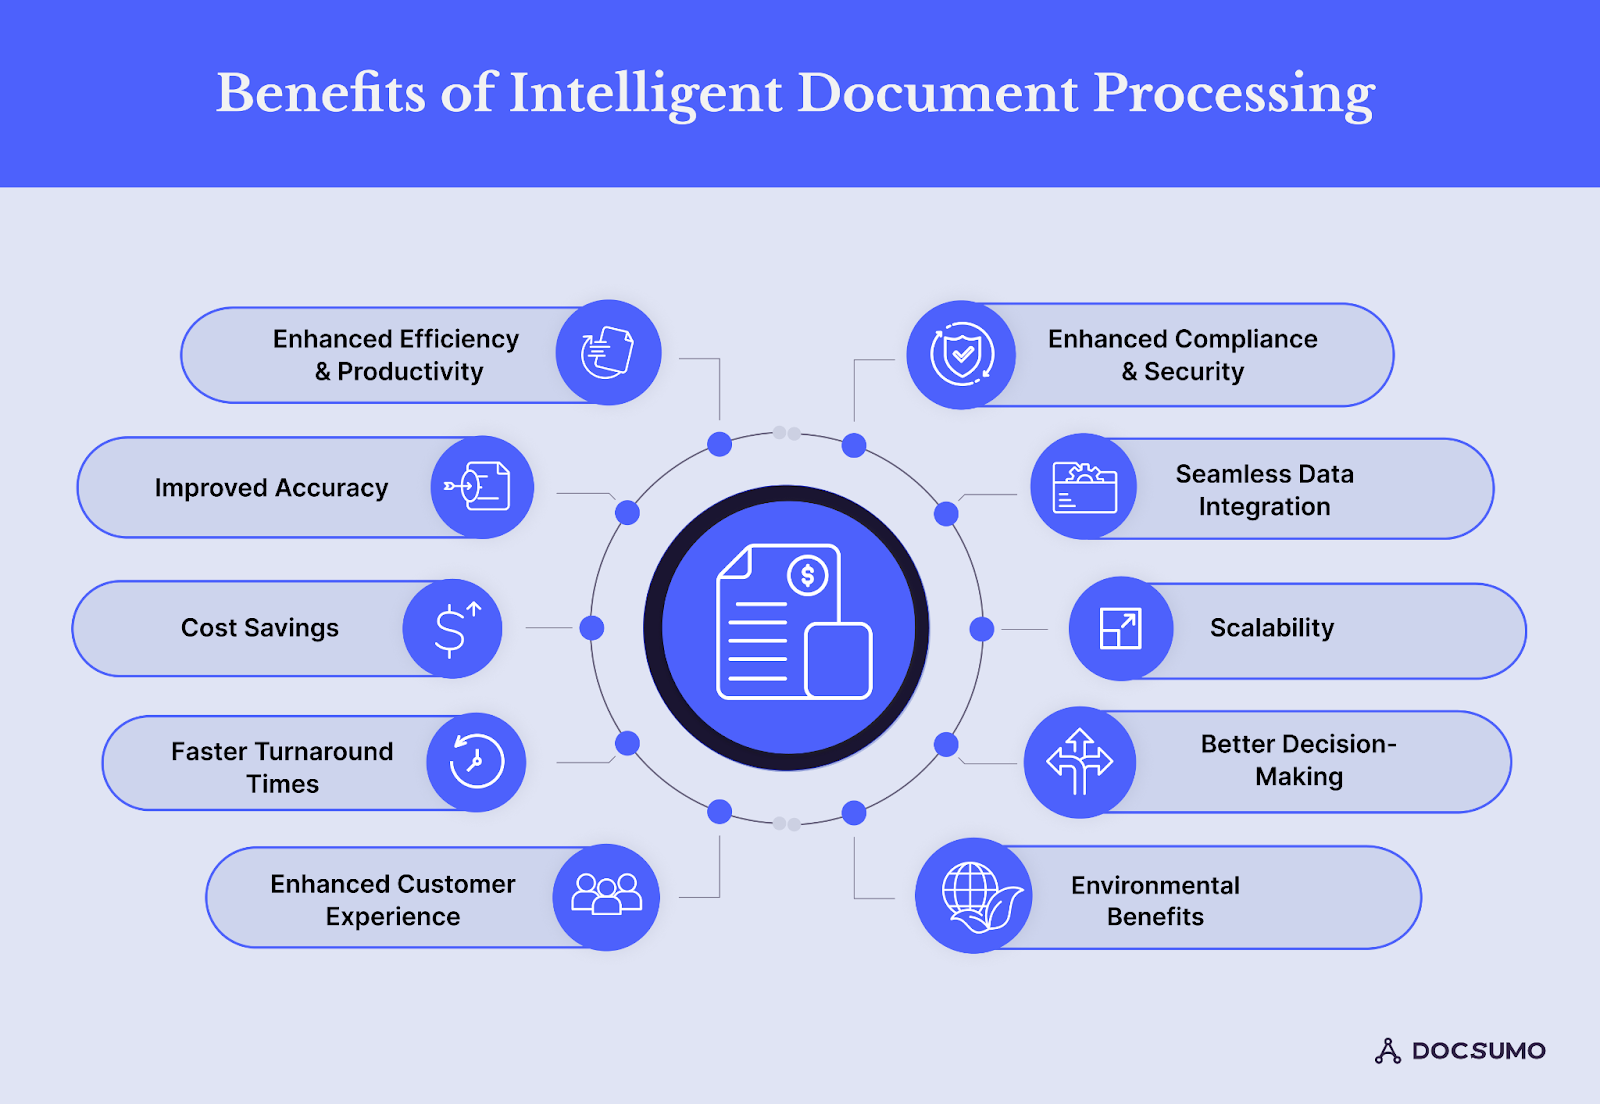 Benefits of Intelligent Document Processing
Enhanced Efficiency
& Productivity
Improved Accuracy
Cost Savings
Faster Turnaround
Times
Enhanced Customer
Experience
Enhanced Compliance
& Security
Seamless Data
Integration
Scalability
Better Decision-
Making
Environmental
Benefits
$
$
DOCSUMO